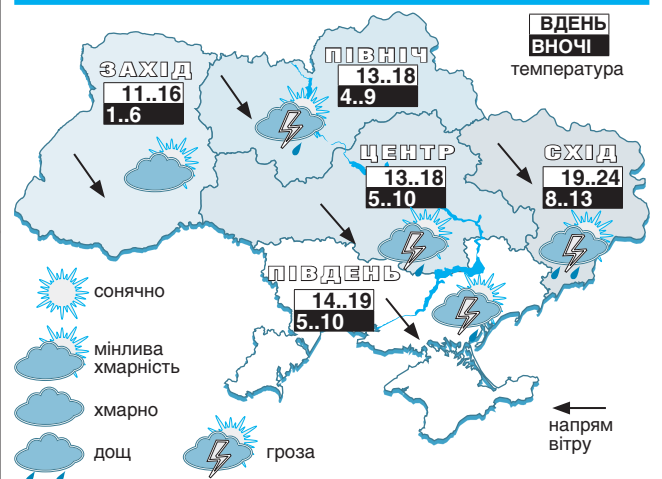 ВДЕНЬ
ВНОЧІ
температура
ЗАХІД
11..16
1..6
ПІВНІЧ
13..18
4..9
ЦЕНТР
13..18
5..10
СХІД
19..24
8..13
ПІВДЕНЬ
14..19
5..10
сонячно
мінлива
хмарність
хмарно
дощ
гроза
напрям
вітру